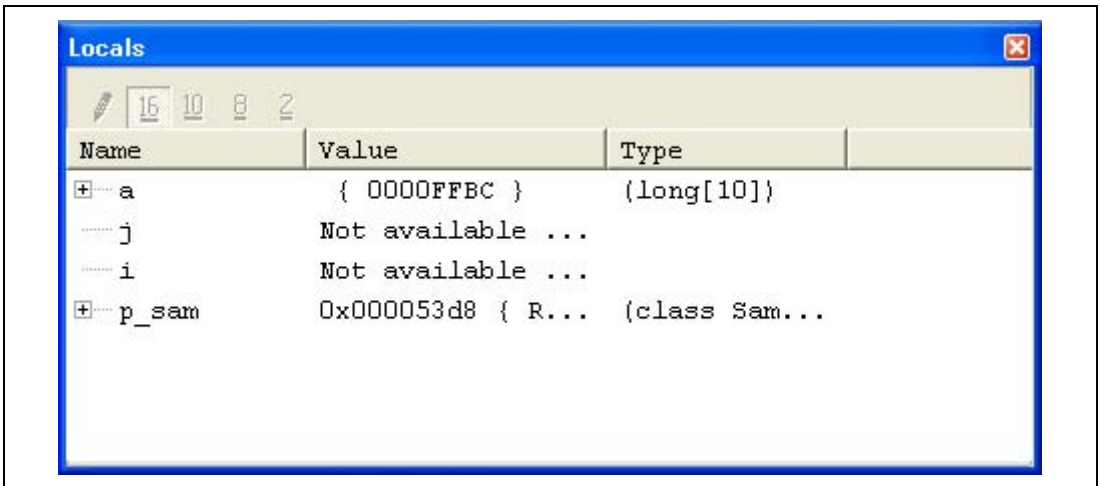 Locals
16 10 8 2
Name Value Type
a { 0000FFBC } (long[10])
j Not available ...
i Not available ...
p_sam 0x000053d8 { R... (class Sam...